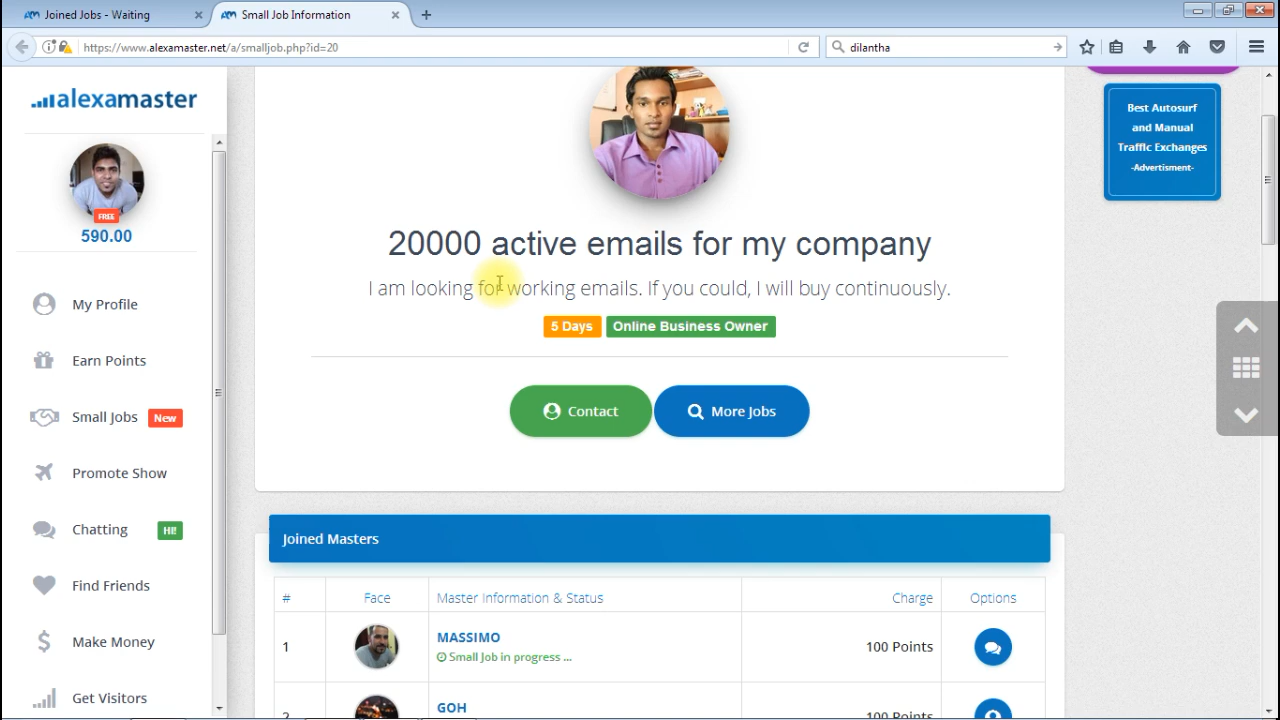 Joined Jobs - Waiting
Small Job Information
https://www.alexamaster.net/a/smalljob.php?id=20
dilantha
alexamaster
FREE
590.00
My Profile
Earn Points
Small Jobs New
Promote Show
Chatting HI!
Find Friends
Make Money
Get Visitors
20000 active emails for my company
I am looking for working emails. If you could, I will buy continuously.
5 Days Online Business Owner
Contact
More Jobs
Joined Masters
# Face Master Information & Status Charge Options
1 MASSIMO 100 Points
Small Job in progress ...
2 GOH 100 Points
Best Autosurf
and Manual
Traffic Exchanges
-Advertisment-